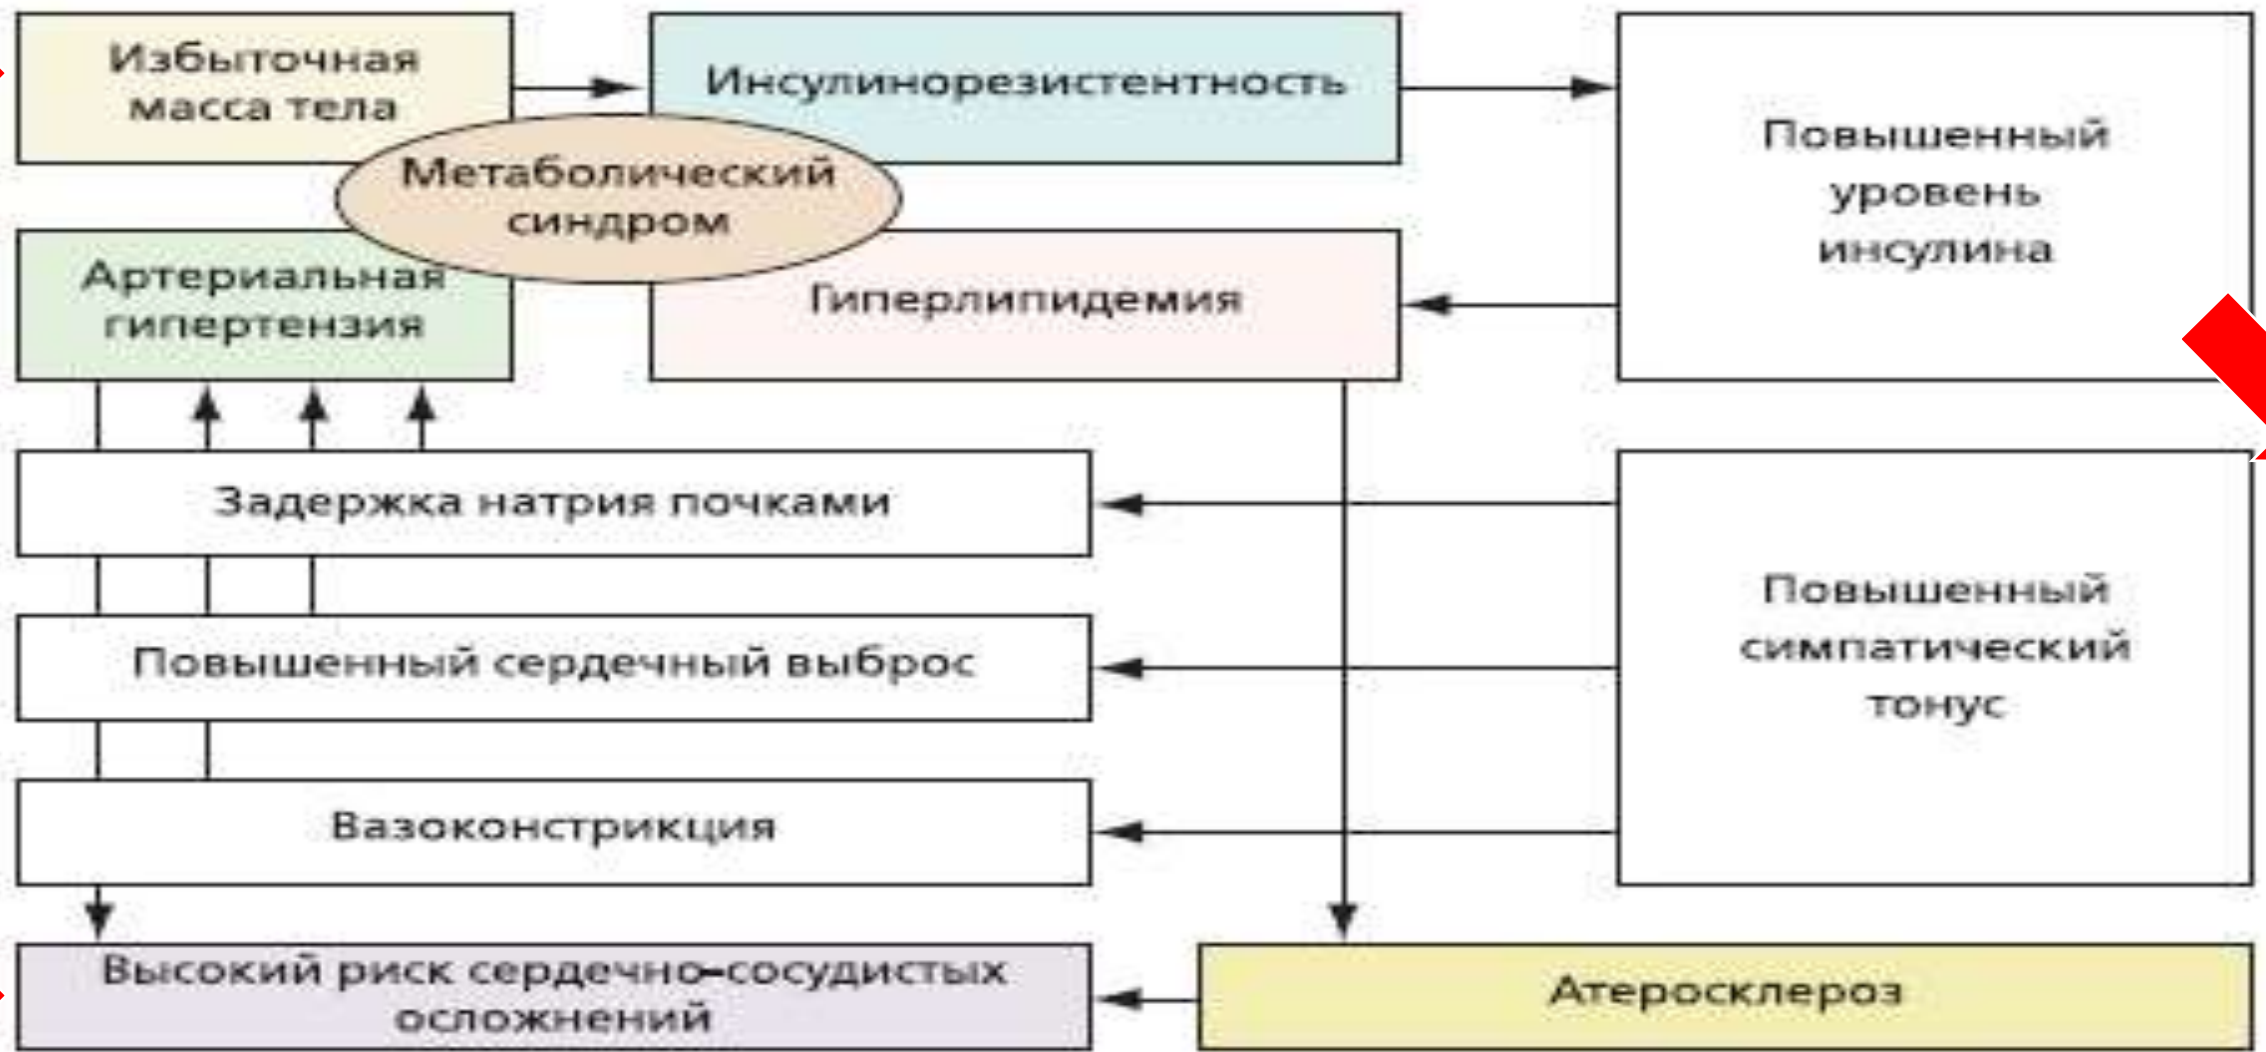 Избыточная
масса тела
Инсулинорезистентность
Повышенный
уровень
инсулина
Метаболический
синдром
Артериальная
гипертензия
Гиперлипидемия
Задержка натрия почками
Повышенный сердечный выброс
Вазоконстрикция
Повышенный
симпатический
тонус
Высокий риск сердечно-сосудистых
осложнений
Атеросклероз